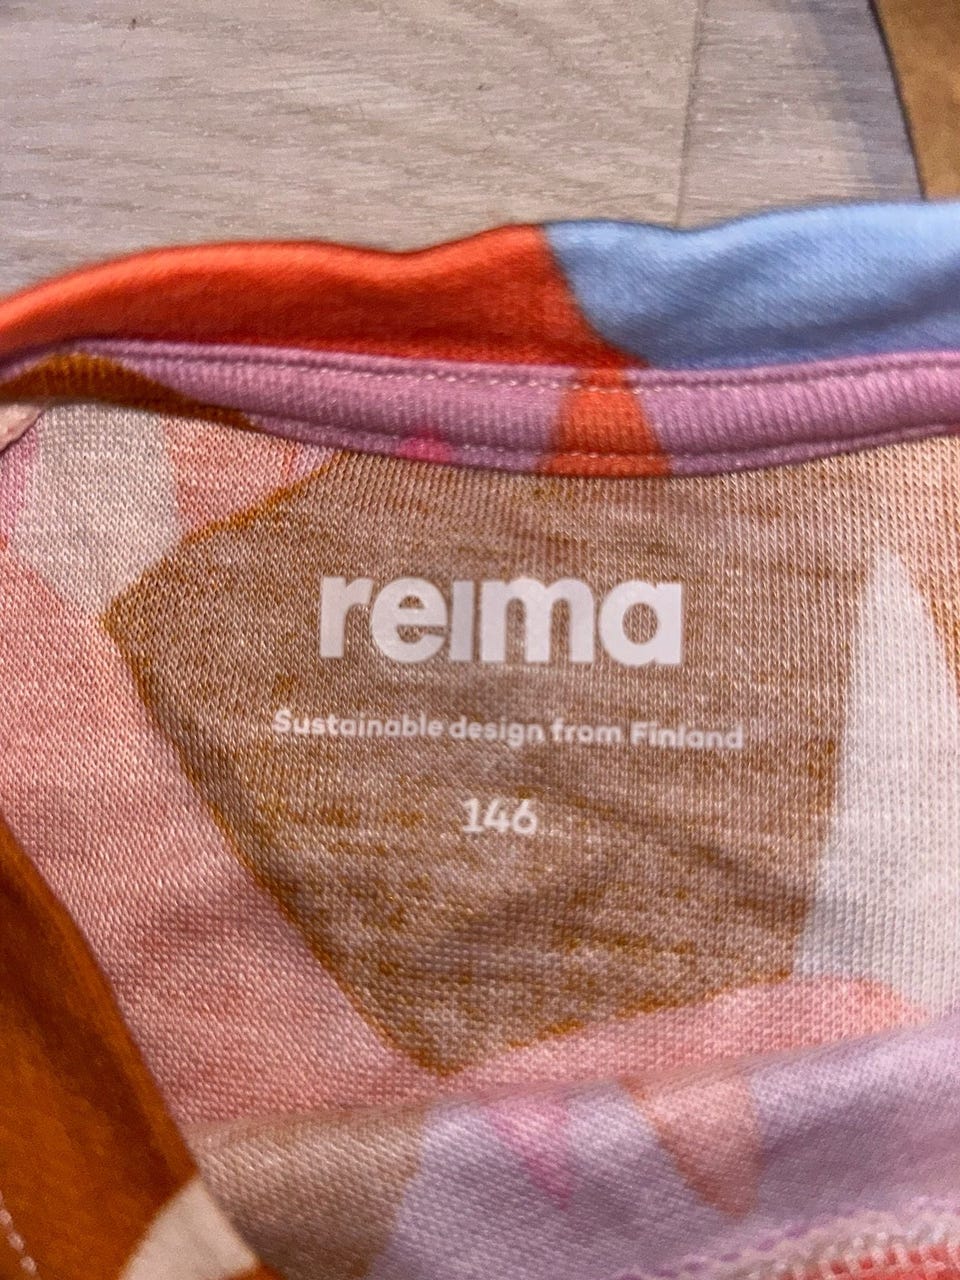 reima
Sustainable design from Finland
146